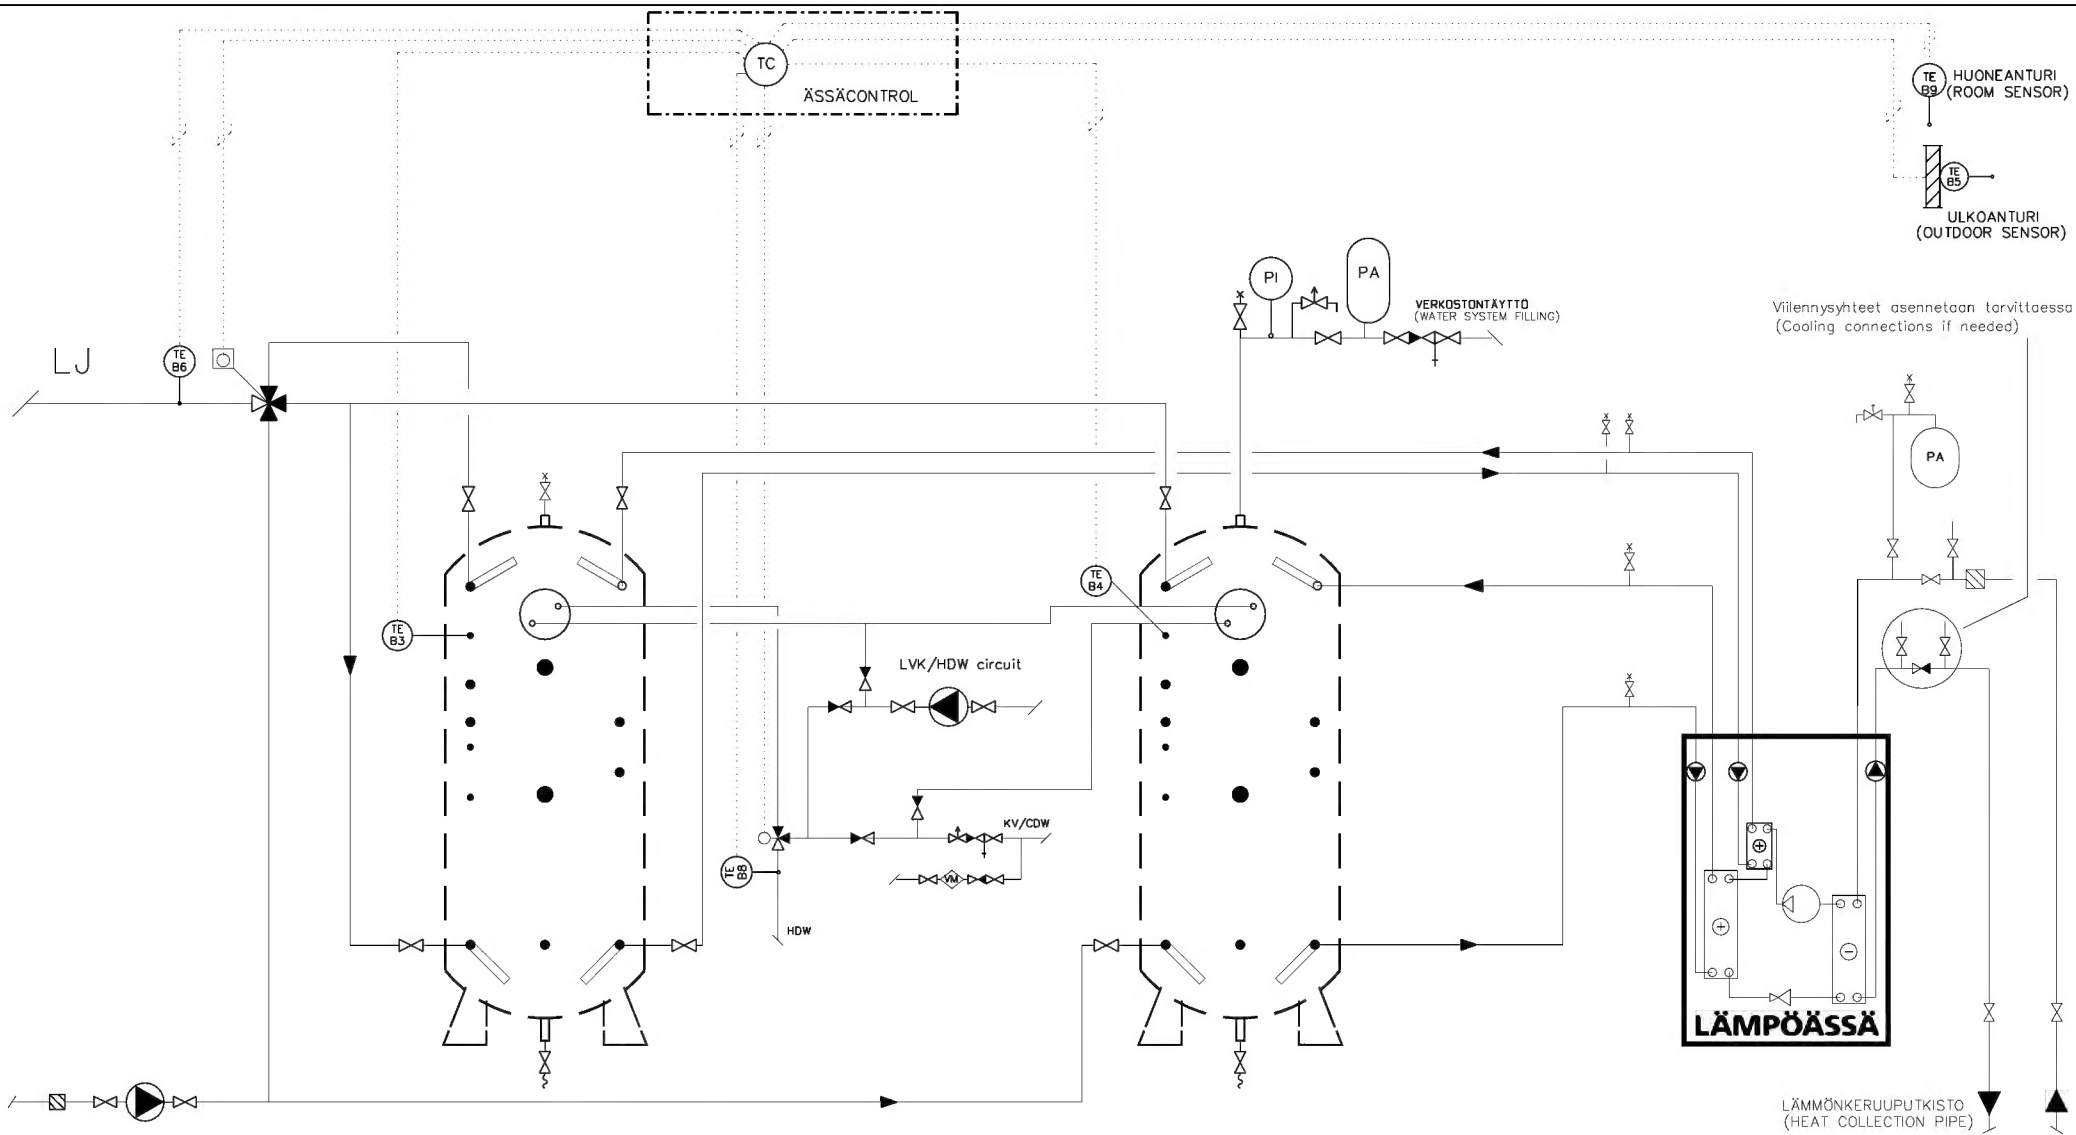 TC
ÄSSÄCONTROL
TE
B9
HUONEANTURI
(ROOM SENSOR)
TE
B5
ULKOANTURI
(OUTDOOR SENSOR)
PI
PA
VERKOSTONTÄYTTÖ
(WATER SYSTEM FILLING)
Viilennysyhteet asennetaan tarvittaessa
(Cooling connections if needed)
LJ
TE
B6
PA
TE
B4
TE
B3
LVK/HDW circuit
KV/CDW
TE
B8
VM
HDW
LÄMPÖÄSSÄ
LÄMMÖNKERUUPUTKISTO
(HEAT COLLECTION PIPE)